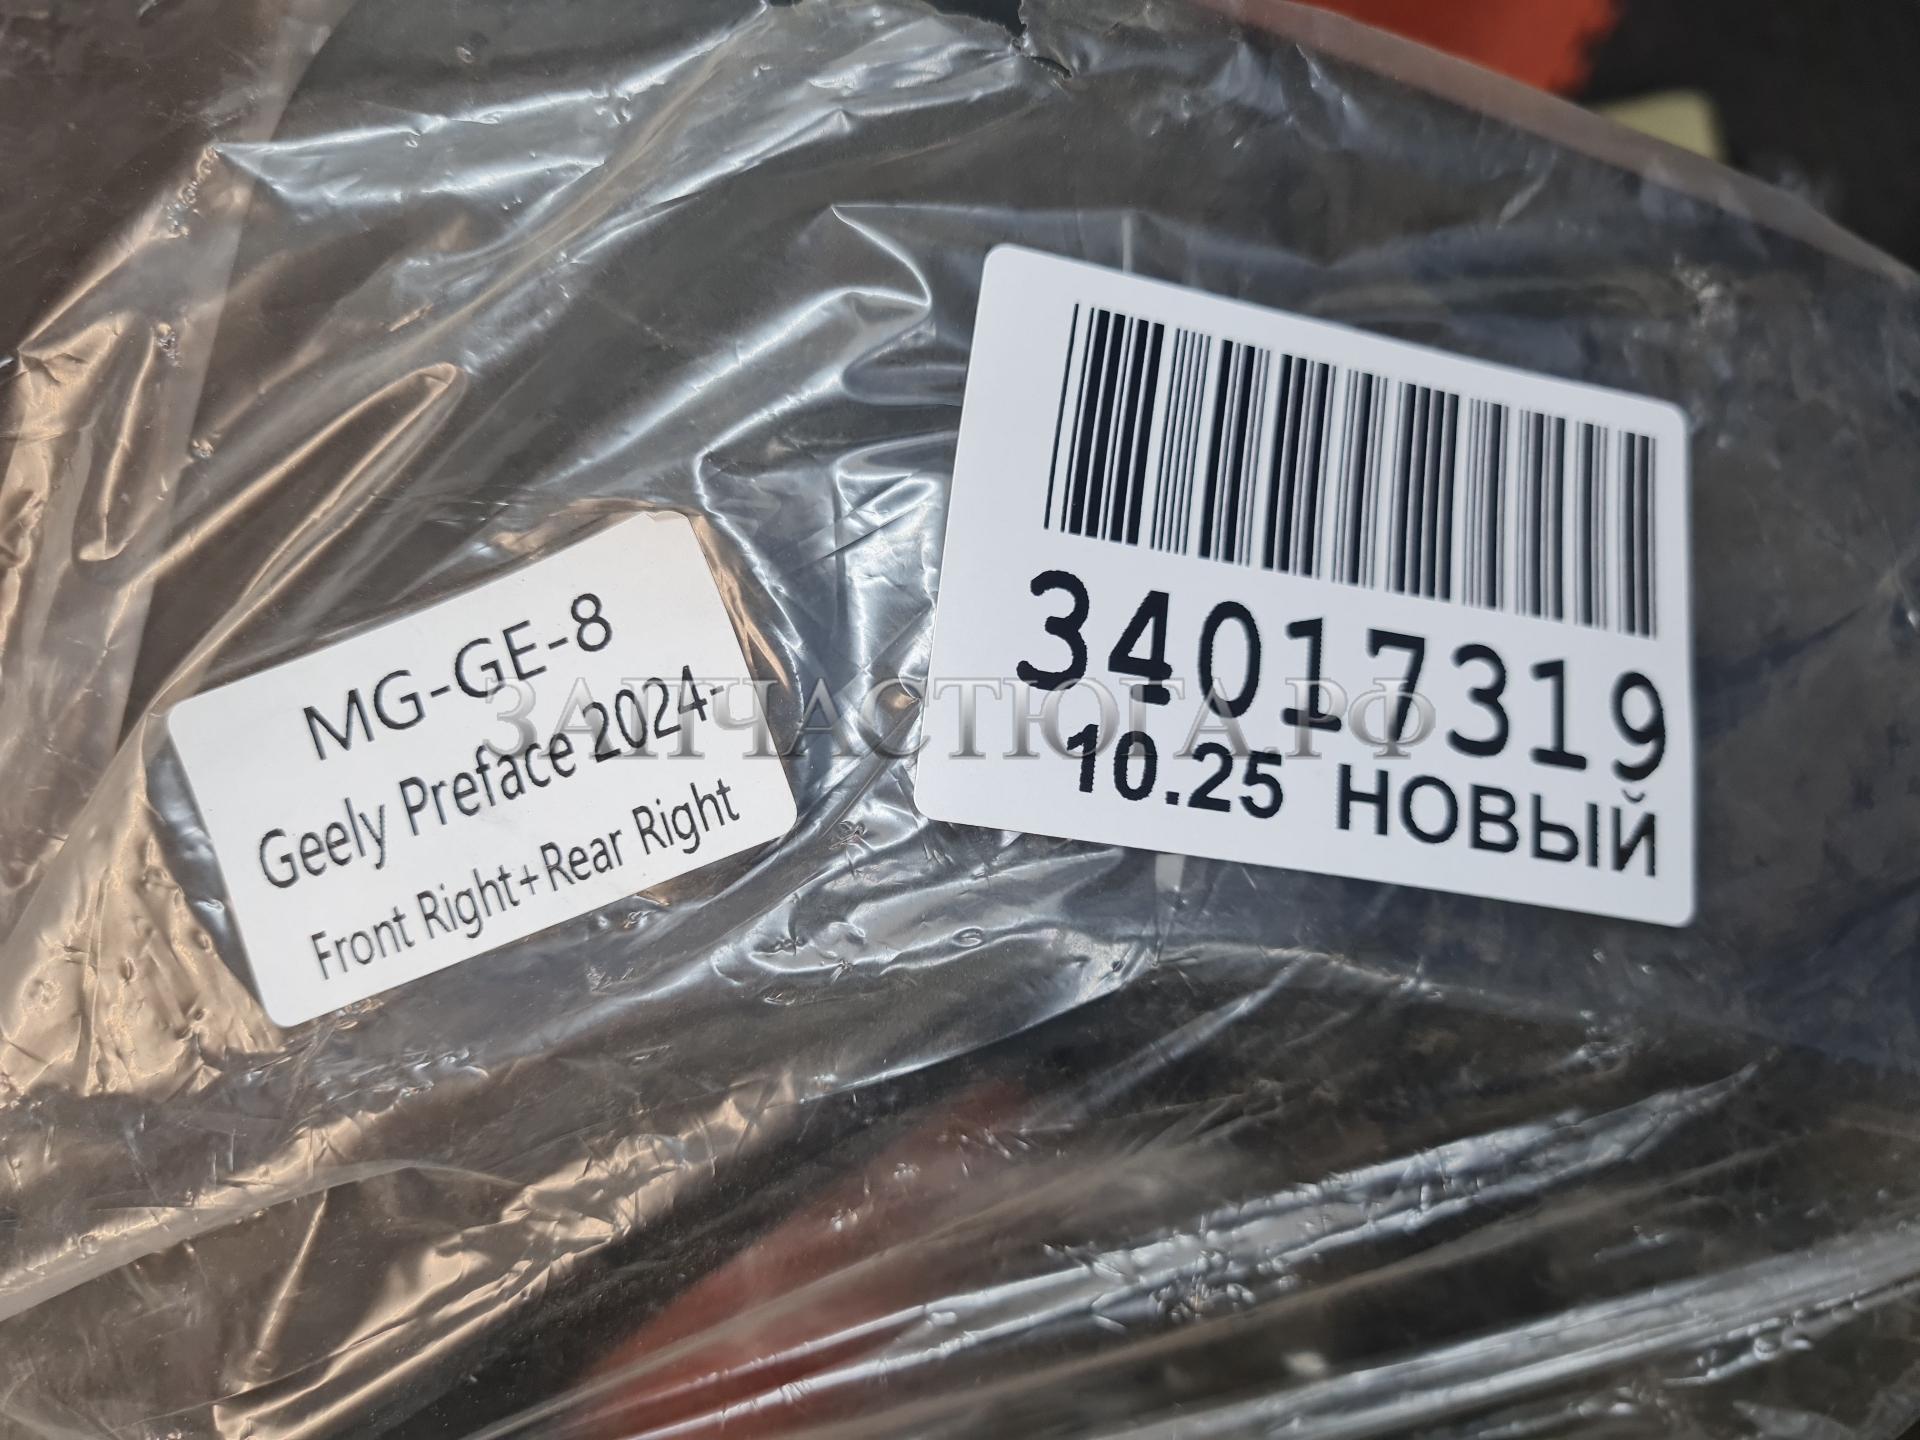 MG-GE-8
Geely Preface 2024-
Front Right+Rear Right
34017319
10.25 НОВЫЙ
ЗАПЧАСТЮГА.РФ